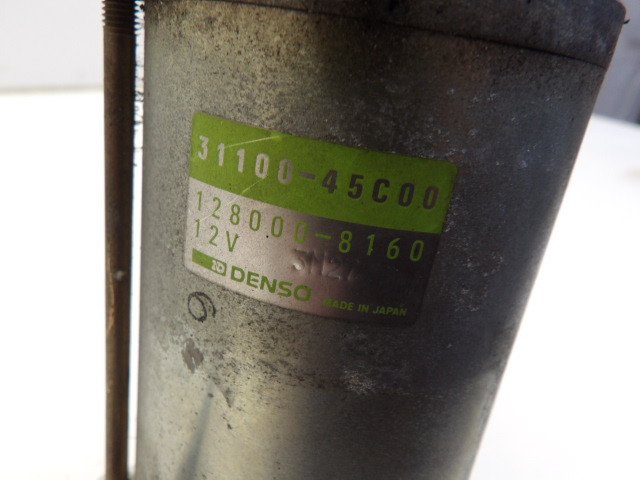 31100-45C00
128000-8160
12V
DENSO MADE IN JAPAN